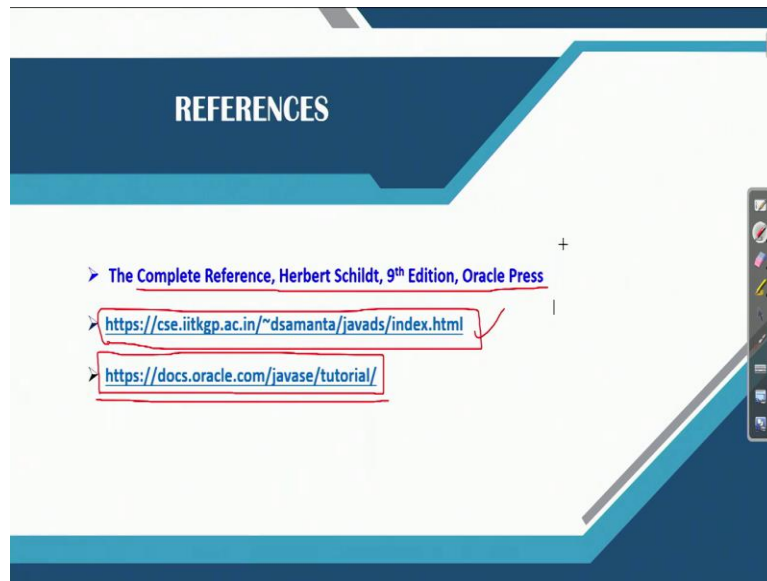 REFERENCES
The Complete Reference, Herbert Schildt, 9th Edition, Oracle Press
https://cse.iitkgp.ac.in/~dsamanta/javads/index.html
https://docs.oracle.com/javase/tutorial/